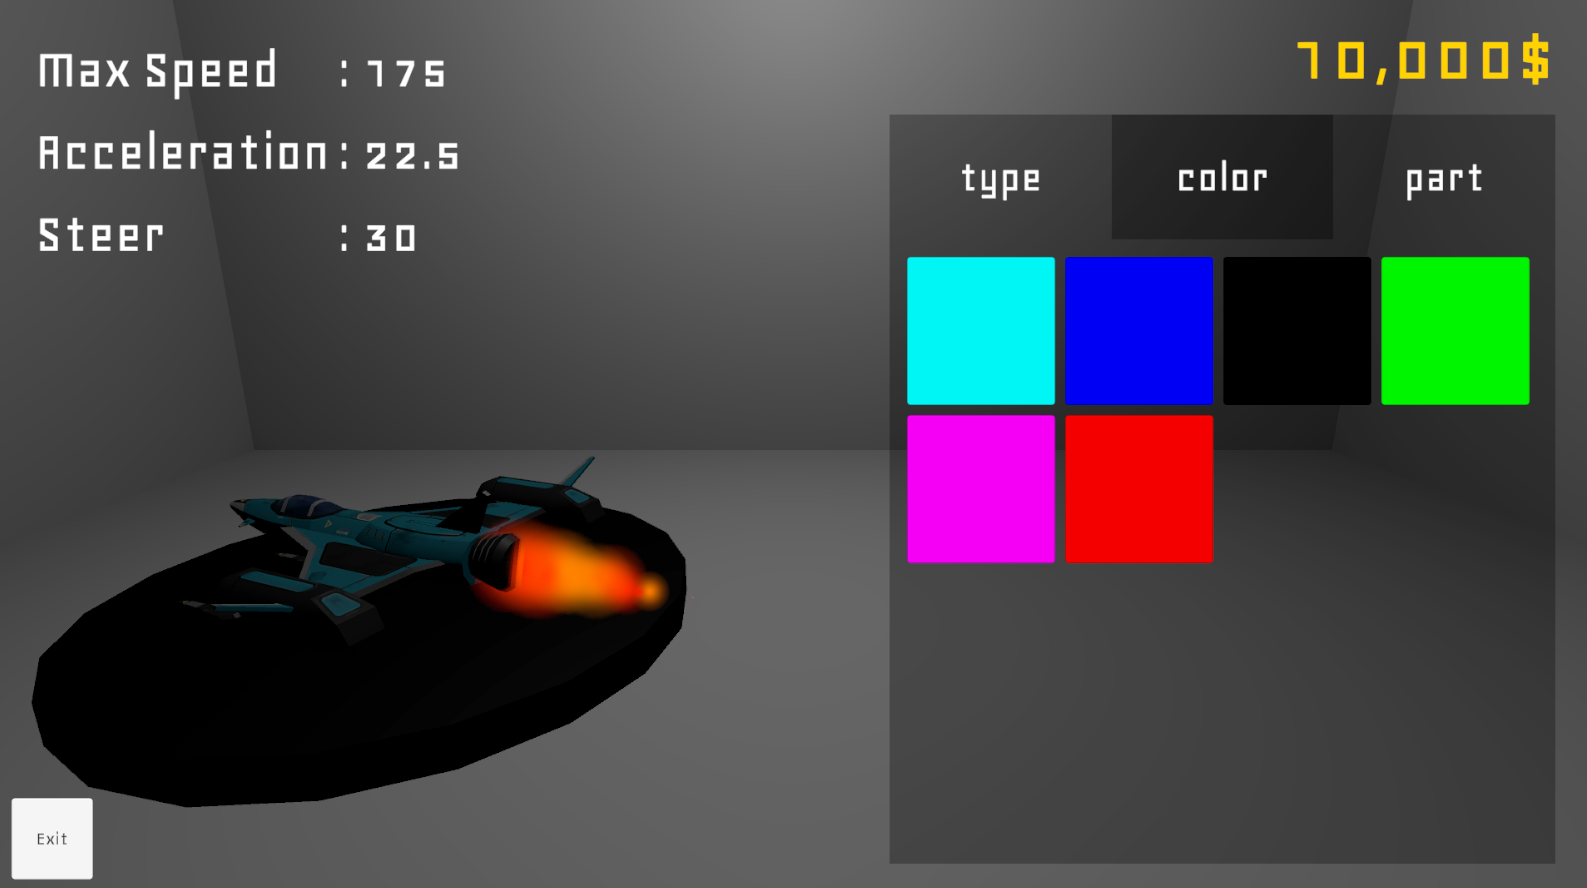 Max Speed : 175
Acceleration : 22.5
Steer : 30
10,000$
type color part
Exit